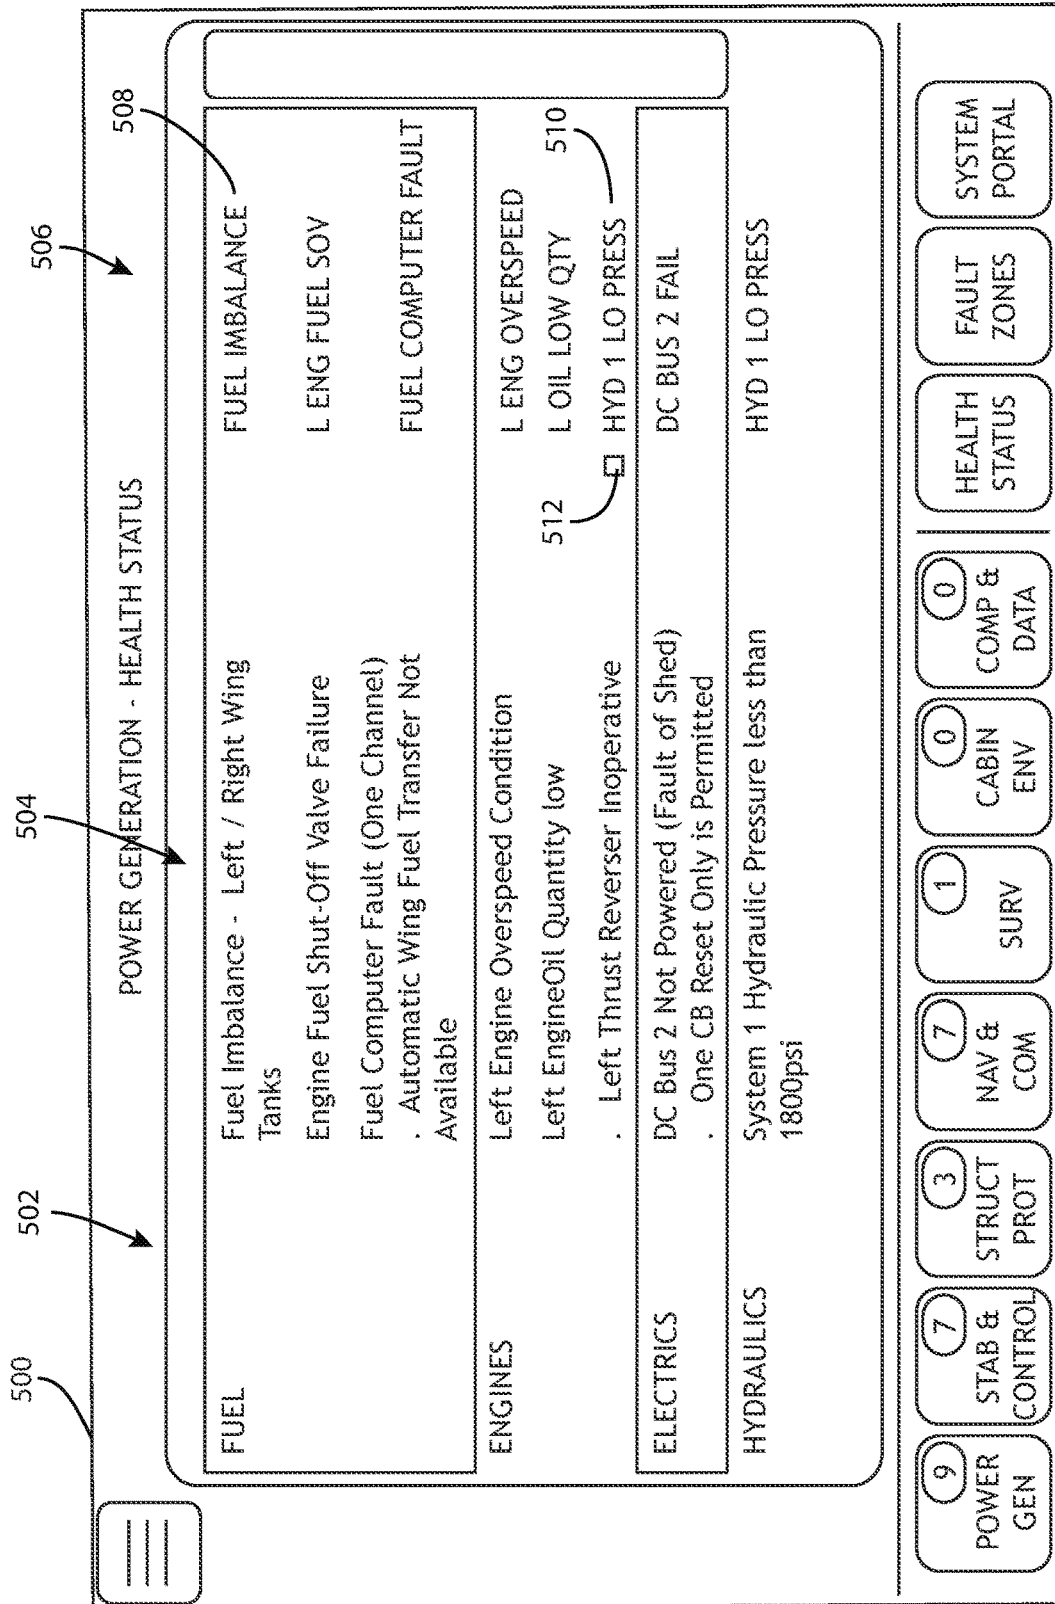 500
502
504
506
POWER GENERATION - HEALTH STATUS
508
FUEL
Fuel Imbalance - Left / Right Wing
Tanks
FUEL IMBALANCE
Engine Fuel Shut-Off Valve Failure
L ENG FUEL SOV
Fuel Computer Fault (One Channel)
. Automatic Wing Fuel Transfer Not
Available
FUEL COMPUTER FAULT
ENGINES
Left Engine Overspeed Condition
L ENG OVERSPEED
Left EngineOil Quantity low
L OIL LOW QTY
512
510
. Left Thrust Reverser Inoperative
HYD 1 LO PRESS
ELECTRICS
DC Bus 2 Not Powered (Fault of Shed)
. One CB Reset Only is Permitted
DC BUS 2 FAIL
HYDRAULICS
System 1 Hydraulic Pressure less than
1800psi
HYD 1 LO PRESS
9
POWER
GEN
7
STAB &
CONTROL
3
STRUCT
PROT
7
NAV &
COM
1
SURV
0
CABIN
ENV
0
COMP &
DATA
HEALTH
STATUS
FAULT
ZONES
SYSTEM
PORTAL